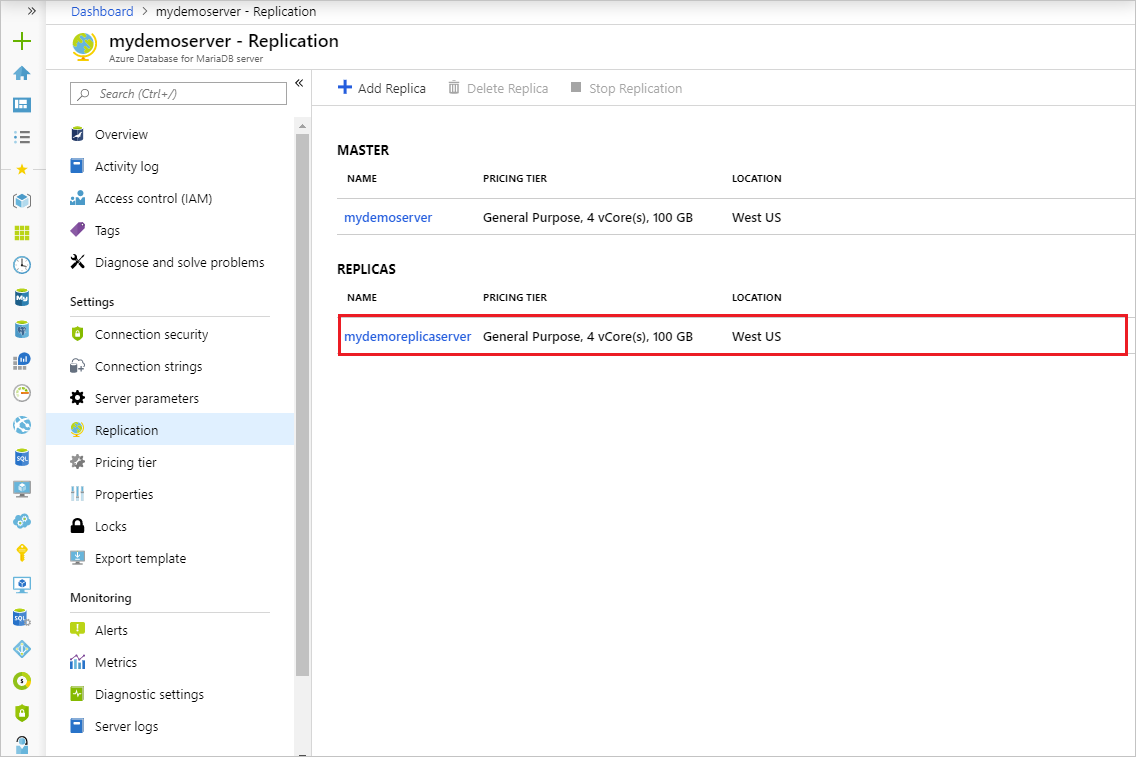 Dashboard > mydemoserver - Replication
mydemoserver - Replication
Azure Database for MariaDB server
Search (Ctrl+/)
Overview
Activity log
Access control (IAM)
Tags
Diagnose and solve problems
Settings
Connection security
Connection strings
Server parameters
Replication
Pricing tier
Properties
Locks
Export template
Monitoring
Alerts
Metrics
Diagnostic settings
Server logs
Add Replica Delete Replica Stop Replication
MASTER
NAME PRICING TIER LOCATION
mydemoserver General Purpose, 4 vCore(s), 100 GB West US
REPLICAS
NAME PRICING TIER LOCATION
mydemoreplicaserver General Purpose, 4 vCore(s), 100 GB West US
My
SQL
SQL